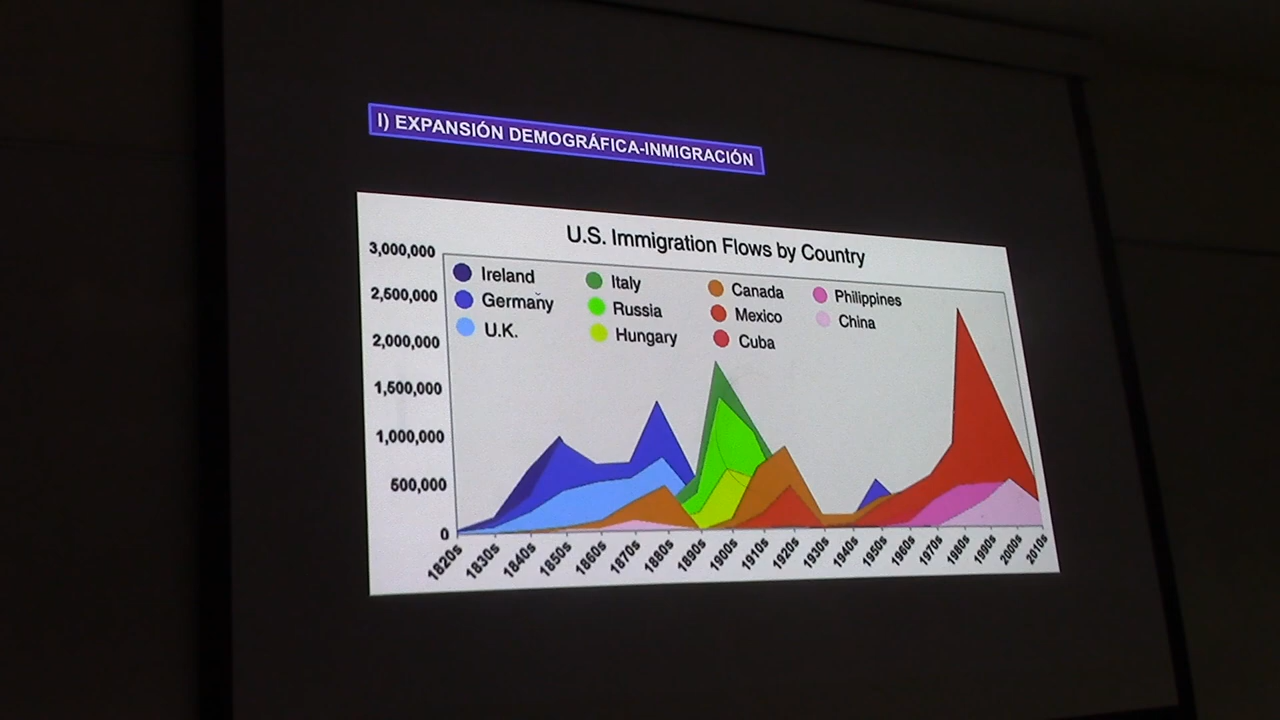 I) EXPANSIÓN DEMOGRÁFICA-INMIGRACIÓN
U.S. Immigration Flows by Country
3,000,000
2,500,000
2,000,000
1,500,000
1,000,000
500,000
0
Ireland
Germany
U.K.
Italy
Russia
Hungary
Canada
Mexico
Cuba
Philippines
China
1820s
1830s
1840s
1850s
1860s
1870s
1880s
1890s
1900s
1910s
1920s
1930s
1940s
1950s
1960s
1970s
1980s
1990s
2000s
2010s